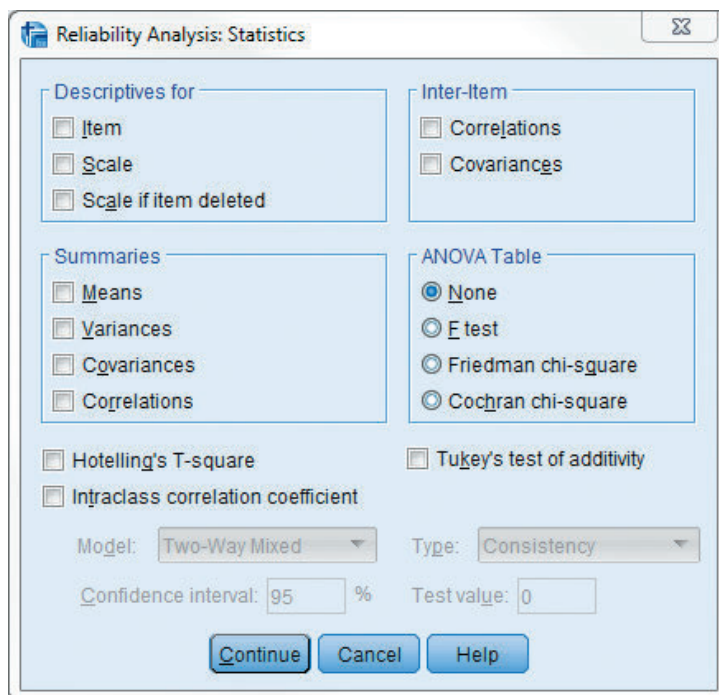 Reliability Analysis: Statistics
Descriptives for
Item
Scale
Scale if item deleted
Inter-Item
Correlations
Covariances
Summaries
Means
Variances
Covariances
Correlations
ANOVA Table
None
F test
Friedman chi-square
Cochran chi-square
Hotelling's T-square
Tukey's test of additivity
Intraclass correlation coefficient
Model: Two-Way Mixed Type: Consistency
Confidence interval: 95 % Test value: 0
Continue Cancel Help